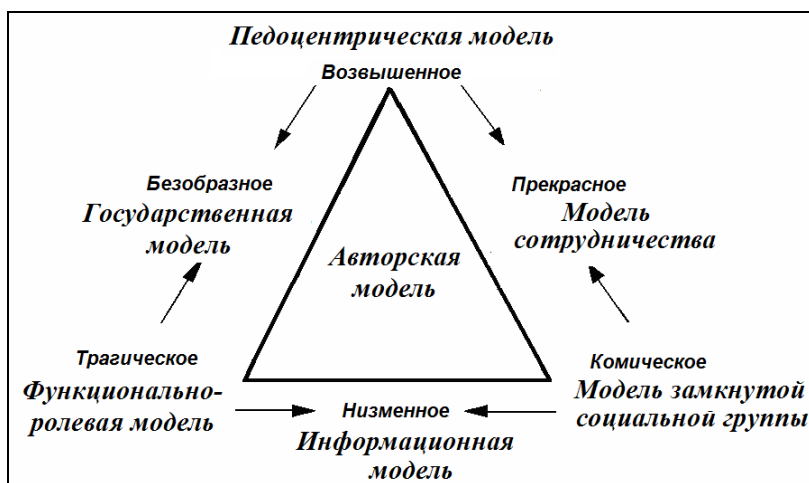 Педоцентрическая модель
Возвышенное
Безобразное
Государственная
модель
Прекрасное
Модель
сотрудничества
Авторская
модель
Трагическое
Функционально-
ролевая модель
Низменное
Информационная
модель
Комическое
Модель замкнутой
социальной группы